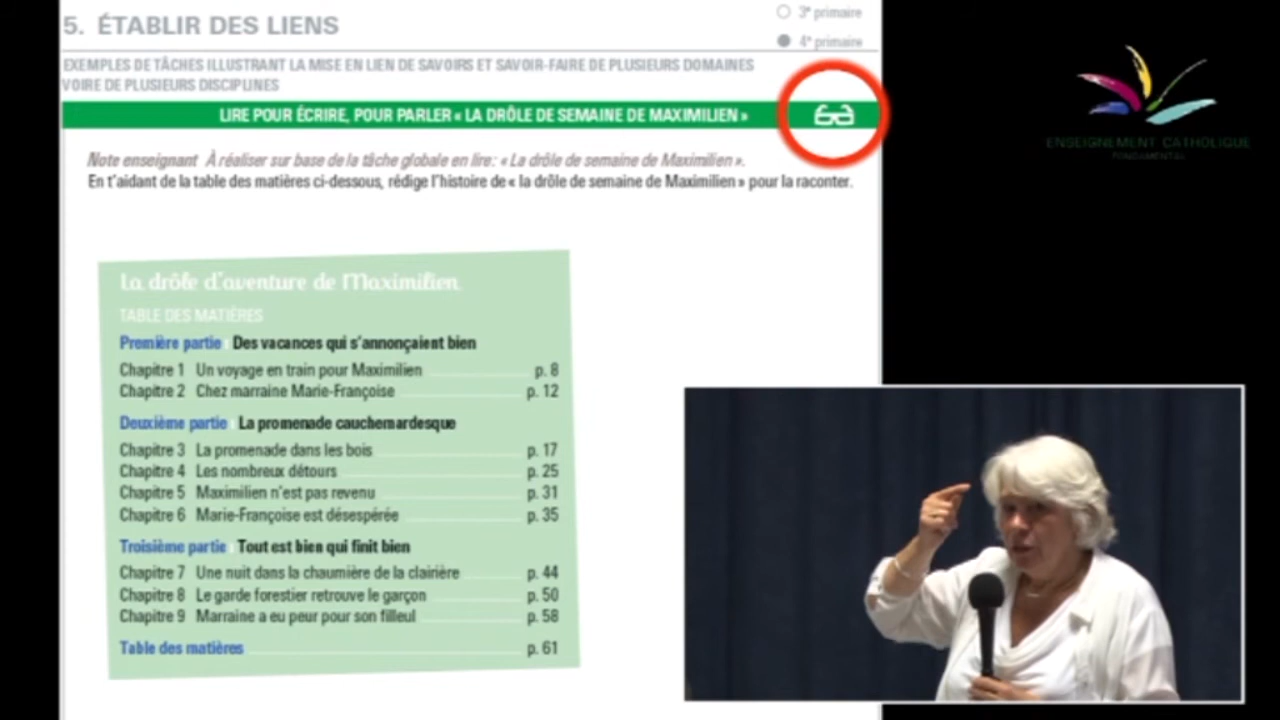 5. ÉTABLIR DES LIENS
3e primaire
4e primaire
EXEMPLES DE TÂCHES ILLUSTRANT LA MISE EN LIEN DE SAVOIRS ET SAVOIR-FAIRE DE PLUSIEURS DOMAINES
VOIRE DE PLUSIEURS DISCIPLINES
LIRE POUR ÉCRIRE, POUR PARLER « LA DRÔLE DE SEMAINE DE MAXIMILIEN »
Note enseignant À réaliser sur base de la tâche globale en lire: « La drôle de semaine de Maximilien ».
En t'aidant de la table des matières ci-dessous, rédige l'histoire de « la drôle de semaine de Maximilien » pour la raconter.
La drôle d'aventure de Maximilien
TABLE DES MATIÈRES
Première partie Des vacances qui s'annonçaient bien
Chapitre 1 Un voyage en train pour Maximilien p. 8
Chapitre 2 Chez marraine Marie-Françoise p. 12
Deuxième partie La promenade cauchemardesque
Chapitre 3 La promenade dans les bois p. 17
Chapitre 4 Les nombreux détours p. 25
Chapitre 5 Maximilien n'est pas revenu p. 31
Chapitre 6 Marie-Françoise est désespérée p. 35
Troisième partie Tout est bien qui finit bien
Chapitre 7 Une nuit dans la chaumière de la clairière p. 44
Chapitre 8 Le garde forestier retrouve le garçon p. 50
Chapitre 9 Marraine a eu peur pour son filleul p. 58
Table des matières p. 61
ENSEIGNEMENT CATHOLIQUE
FONDAMENTAL